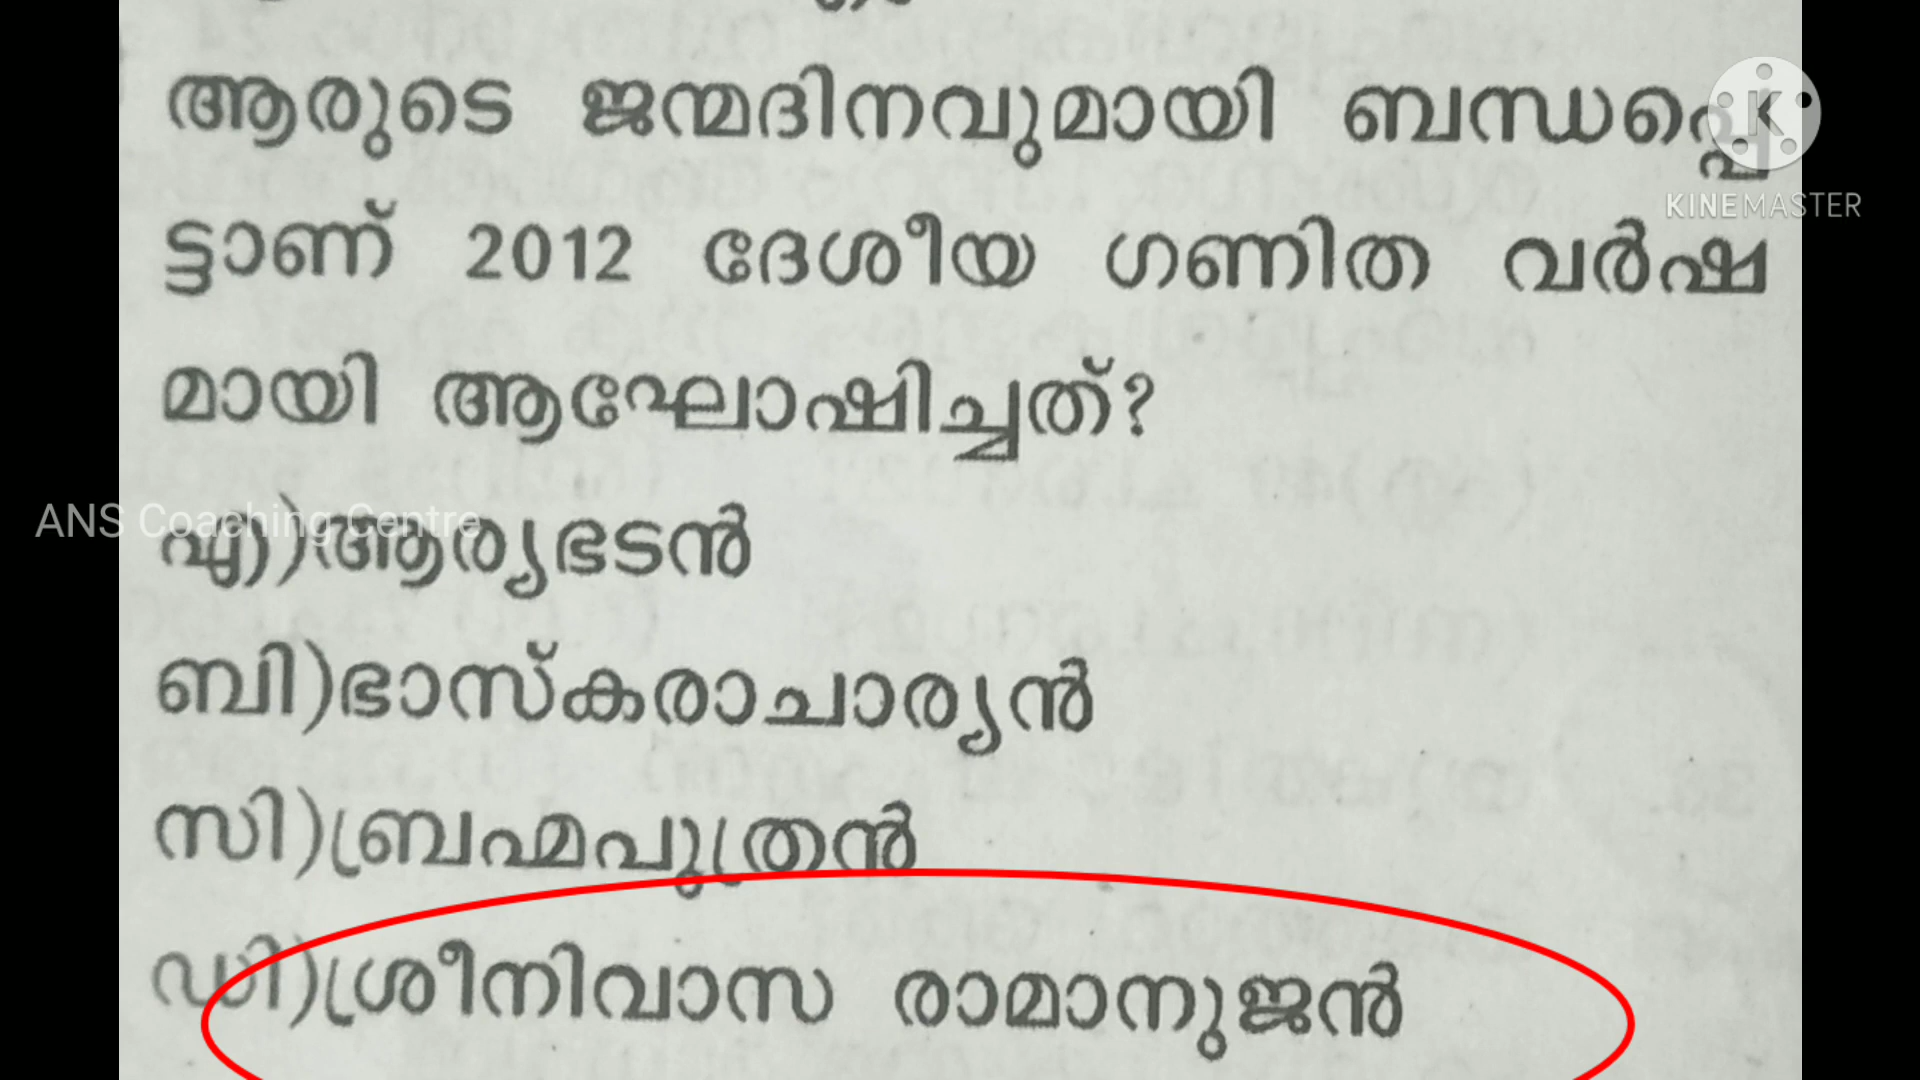 ആരുടെ ജന്മദിനവുമായി ബന്ധപ്പെ
ട്ടാണ് 2012 ദേശീയ ഗണിത വർഷ
മായി ആഘോഷിച്ചത്?
എ)ആര്യഭടൻ
ബി)ഭാസ്കരാചാര്യൻ
സി)ബ്രഹ്മപുത്രൻ
ഡി)ശ്രീനിവാസ രാമാനുജൻ
ANS Coaching Centre
K
KINEMASTER